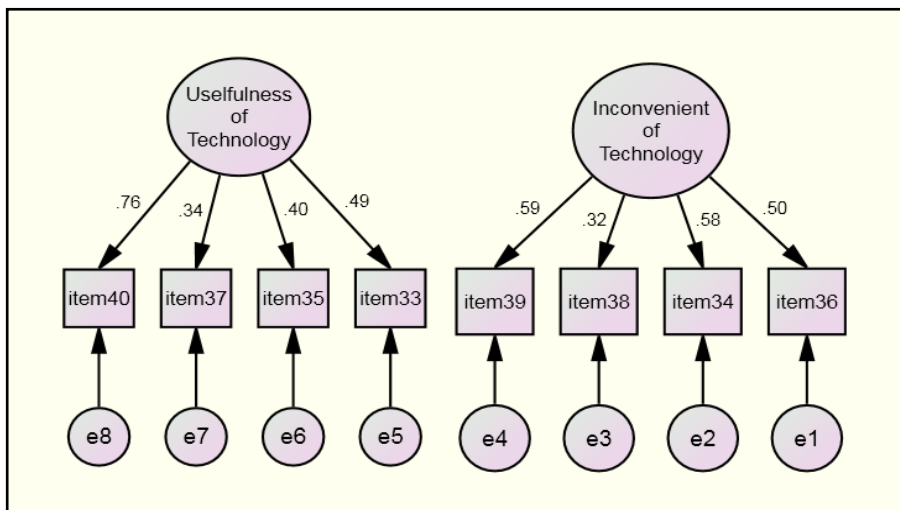 Uselfulness
of
Technology
Inconvenient
of
Technology
.76
.34
.40
.49
.59
.32
.58
.50
item40
item37
item35
item33
item39
item38
item34
item36
e8
e7
e6
e5
e4
e3
e2
e1